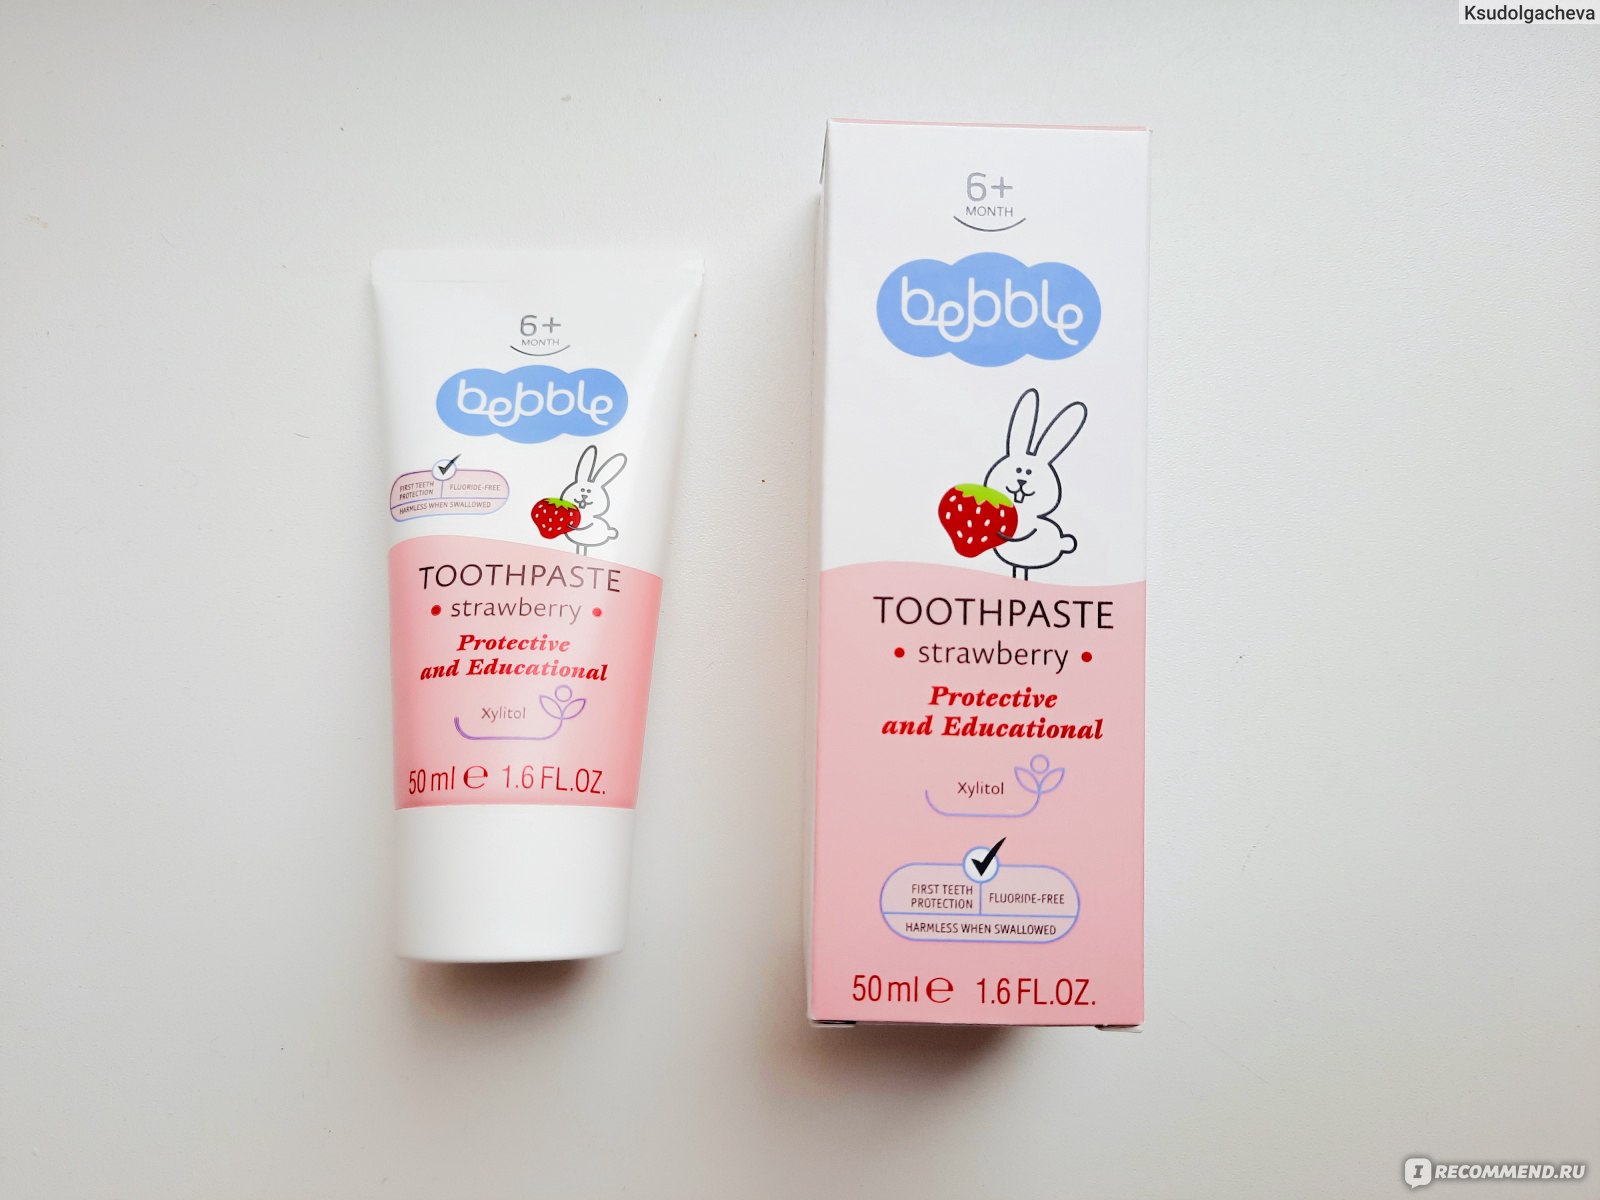 Ksudolgacheva
6+
MONTH
bebble
FIRST TEETH
PROTECTION
FLUORIDE-FREE
HARMLESS WHEN SWALLOWED
TOOTHPASTE
• strawberry •
Protective
and Educational
Xylitol
50 ml ℮ 1.6 FL.OZ.
6+
MONTH
bebble
TOOTHPASTE
• strawberry •
Protective
and Educational
Xylitol
FIRST TEETH
PROTECTION
FLUORIDE-FREE
HARMLESS WHEN SWALLOWED
50 ml ℮ 1.6 FL.OZ.
IRECOMMEND.RU